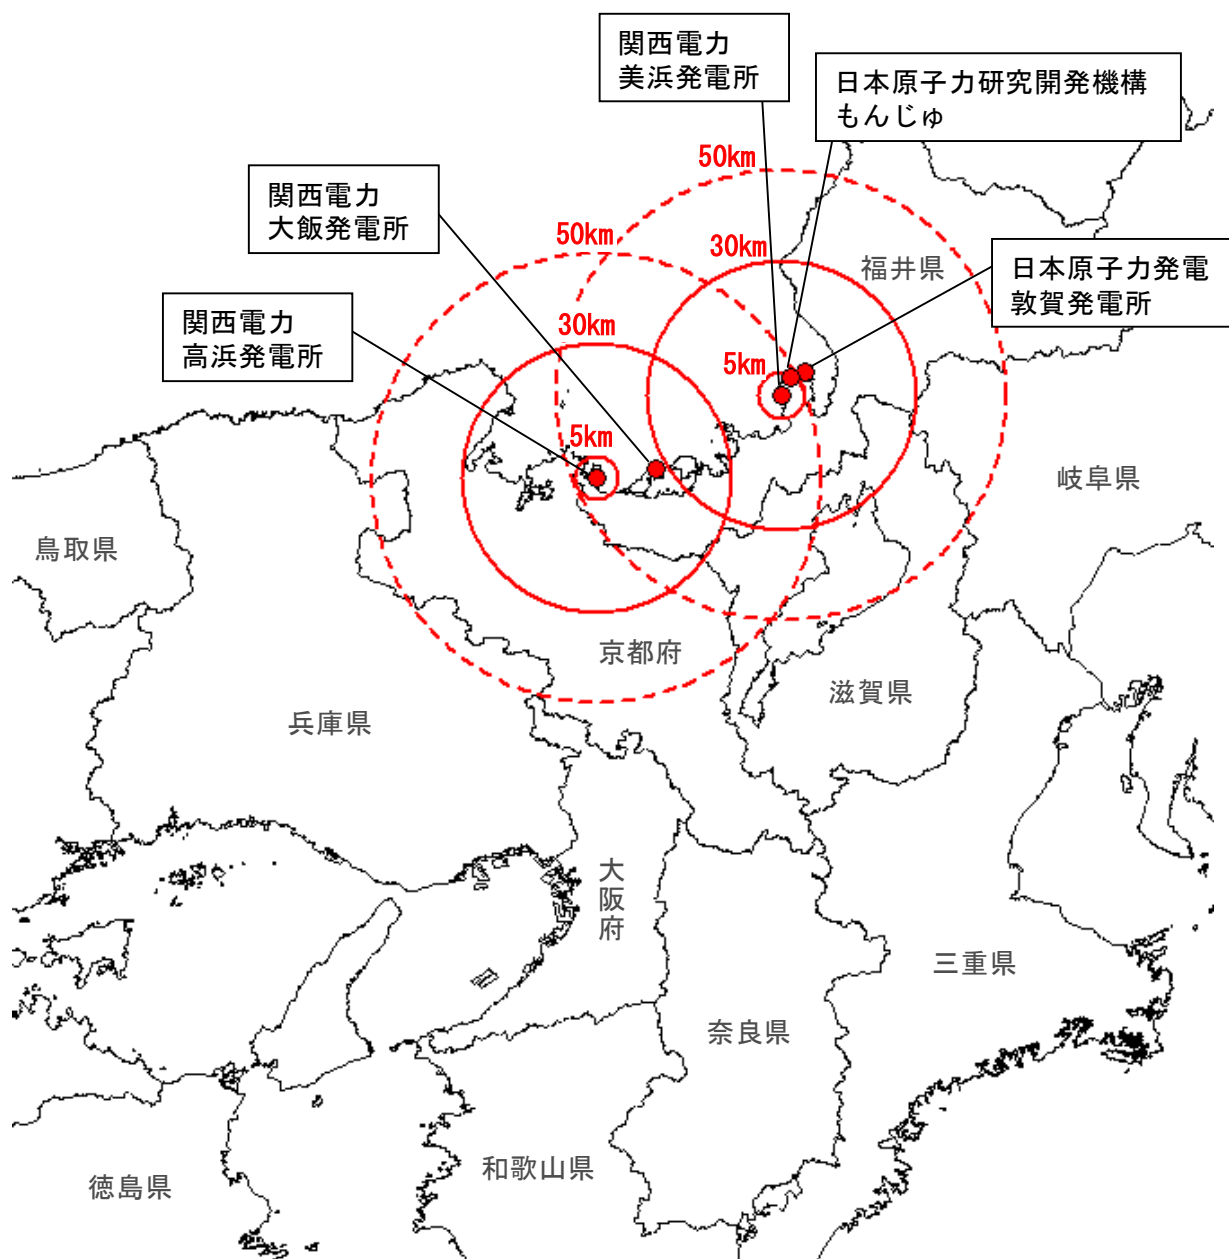 関西電力
美浜発電所
日本原子力研究開発機構
もんじゅ
50km
関西電力
大飯発電所
50km
30km
福井県
日本原子力発電
敦賀発電所
関西電力
高浜発電所
30km
5km
5km
岐阜県
鳥取県
京都府
滋賀県
兵庫県
大阪府
三重県
奈良県
和歌山県
徳島県